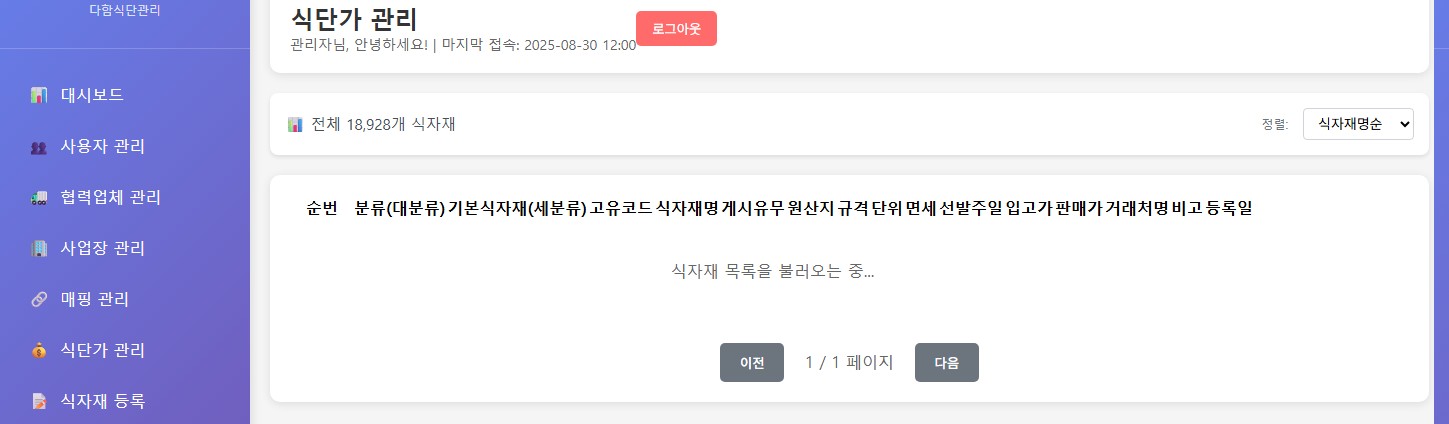 다함식단관리
대시보드
사용자 관리
협력업체 관리
사업장 관리
매핑 관리
식단가 관리
식자재 등록
식단가 관리
관리자님, 안녕하세요! | 마지막 접속: 2025-08-30 12:00
로그아웃
전체 18,928개 식자재
정렬: 식자재명순
순번 분류(대분류) 기본식자재(세분류) 고유코드 식자재명 게시유무 원산지 규격 단위 면세 선발주일 입고가 판매가 거래처명 비고 등록일
식자재 목록을 불러오는 중...
이전 1 / 1 페이지 다음